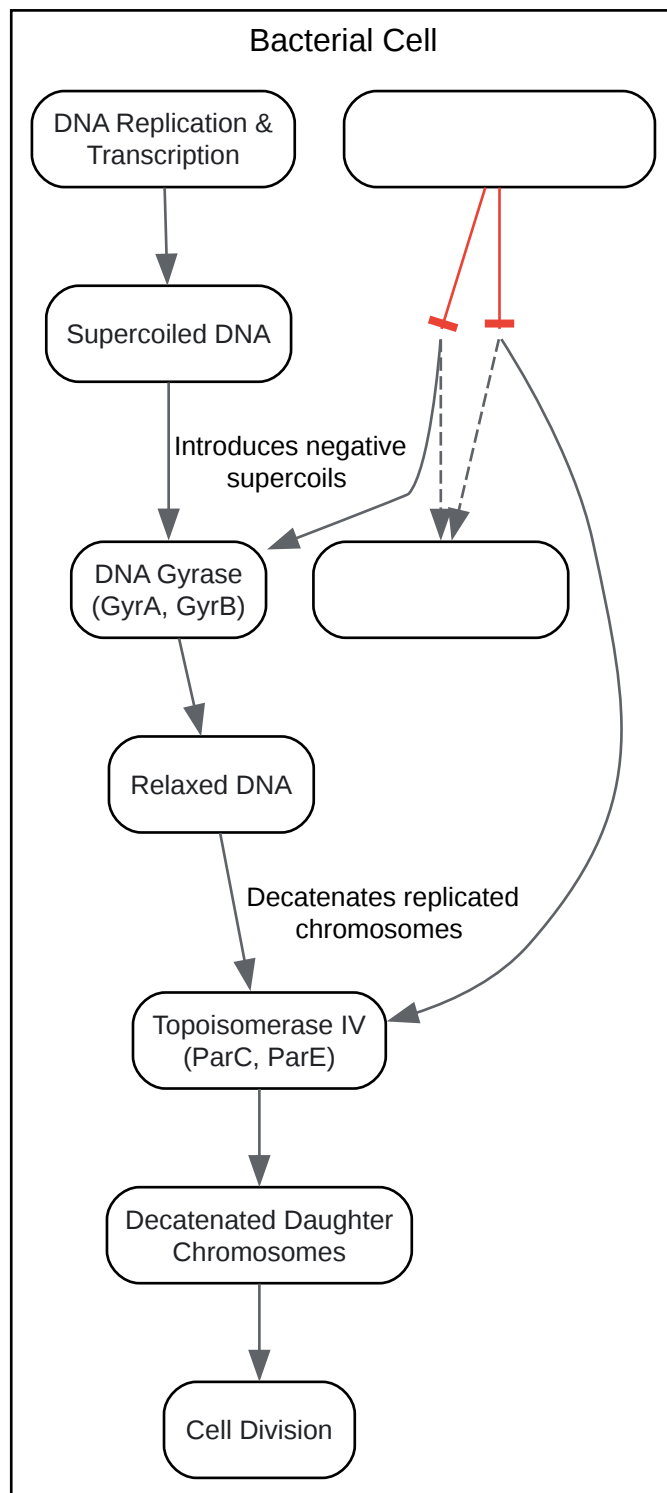 Bacterial Cell
DNA Replication &
Transcription
Supercoiled DNA
Introduces negative
supercoils
DNA Gyrase
(GyrA, GyrB)
Relaxed DNA
Decatenates replicated
chromosomes
Topoisomerase IV
(ParC, ParE)
Decatenated Daughter
Chromosomes
Cell Division